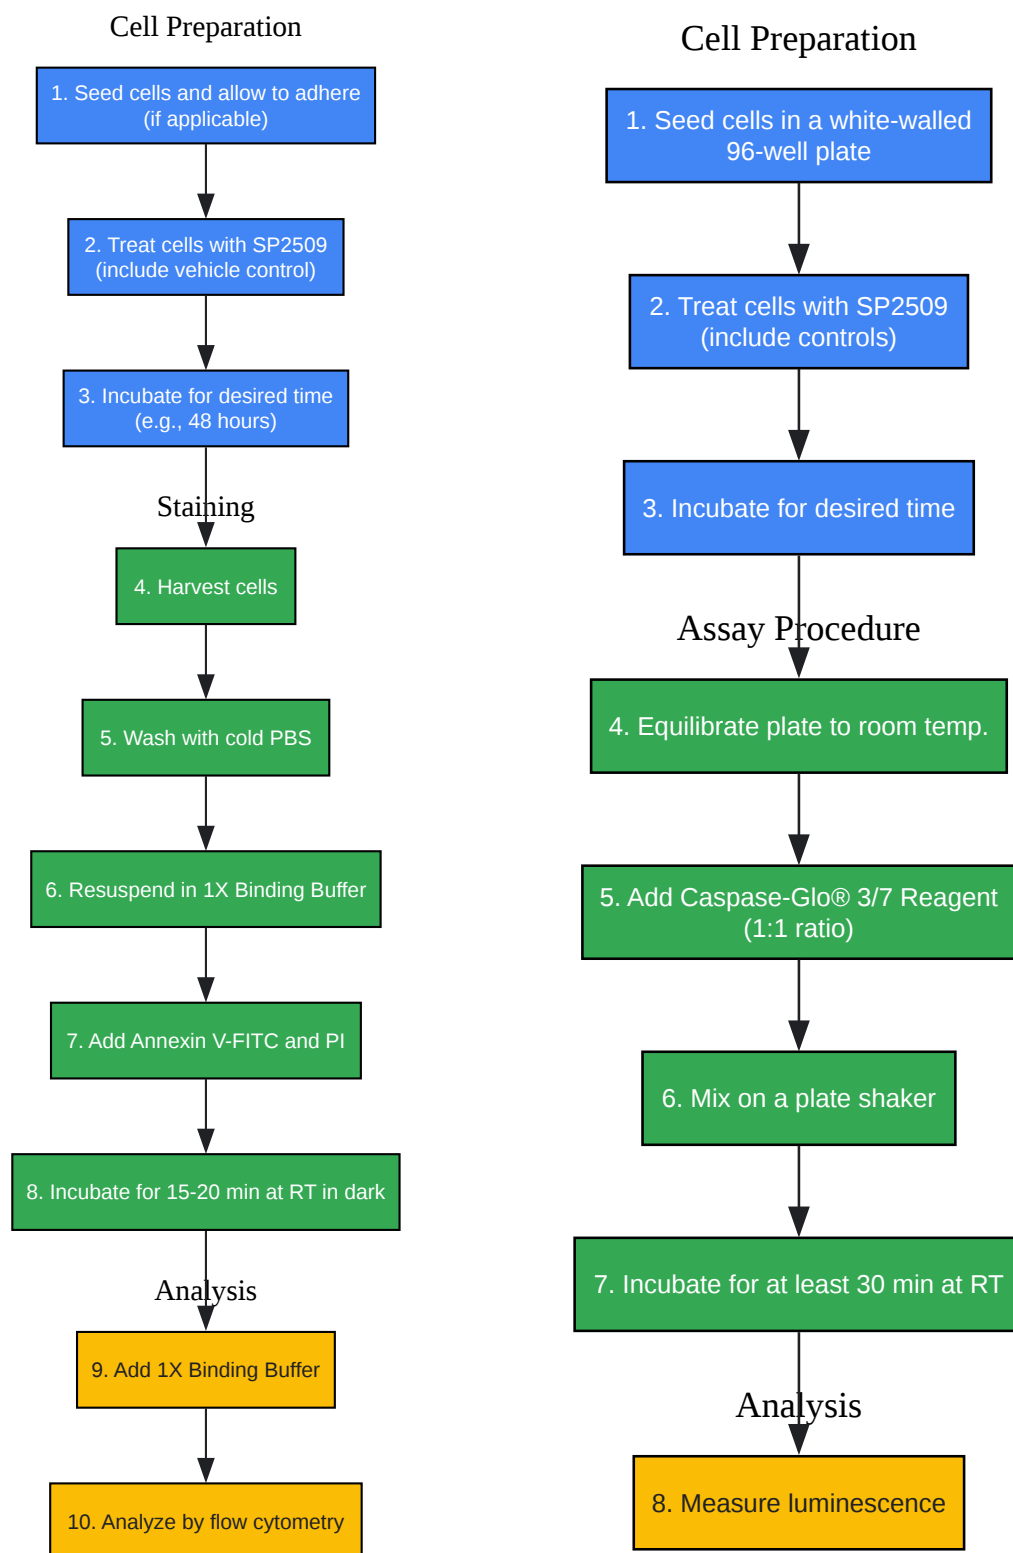 Cell Preparation
1. Seed cells and allow to adhere
(if applicable)
2. Treat cells with SP2509
(include vehicle control)
3. Incubate for desired time
(e.g., 48 hours)
Staining
4. Harvest cells
5. Wash with cold PBS
6. Resuspend in 1X Binding Buffer
7. Add Annexin V-FITC and PI
8. Incubate for 15-20 min at RT in dark
Analysis
9. Add 1X Binding Buffer
10. Analyze by flow cytometry
Cell Preparation
1. Seed cells in a white-walled
96-well plate
2. Treat cells with SP2509
(include controls)
3. Incubate for desired time
Assay Procedure
4. Equilibrate plate to room temp.
5. Add Caspase-Glo® 3/7 Reagent
(1:1 ratio)
6. Mix on a plate shaker
7. Incubate for at least 30 min at RT
Analysis
8. Measure luminescence